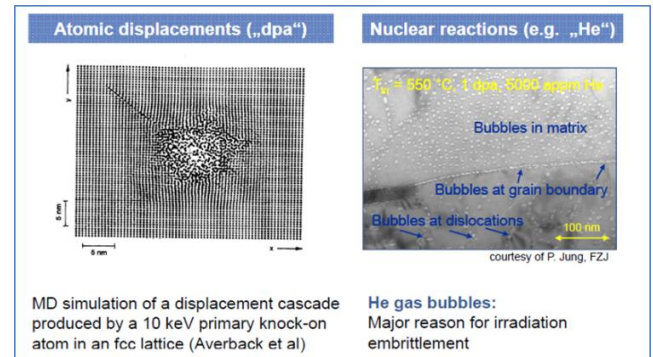 Atomic displacements („dpa“)
Nuclear reactions (e.g. „He“)
y
5 nm
5 nm
x
= 550 °C, 1 dpa, 5000 appm He
Bubbles in matrix
Bubbles at grain boundary
Bubbles at dislocations
100 nm
courtesy of P. Jung, FZJ
MD simulation of a displacement cascade
produced by a 10 keV primary knock-on
atom in an fcc lattice (Averback et al)
He gas bubbles:
Major reason for irradiation
embrittlement